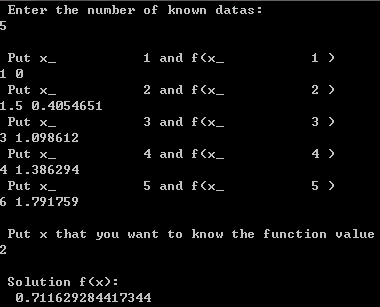 Enter the number of known datas:
5
Put x_ 1 and f(x_ 1 )
1 0
Put x_ 2 and f(x_ 2 )
1.5 0.4054651
Put x_ 3 and f(x_ 3 )
3 1.098612
Put x_ 4 and f(x_ 4 )
4 1.386294
Put x_ 5 and f(x_ 5 )
6 1.791759
Put x that you want to know the function value
2
Solution f(x):
0.711629284417344